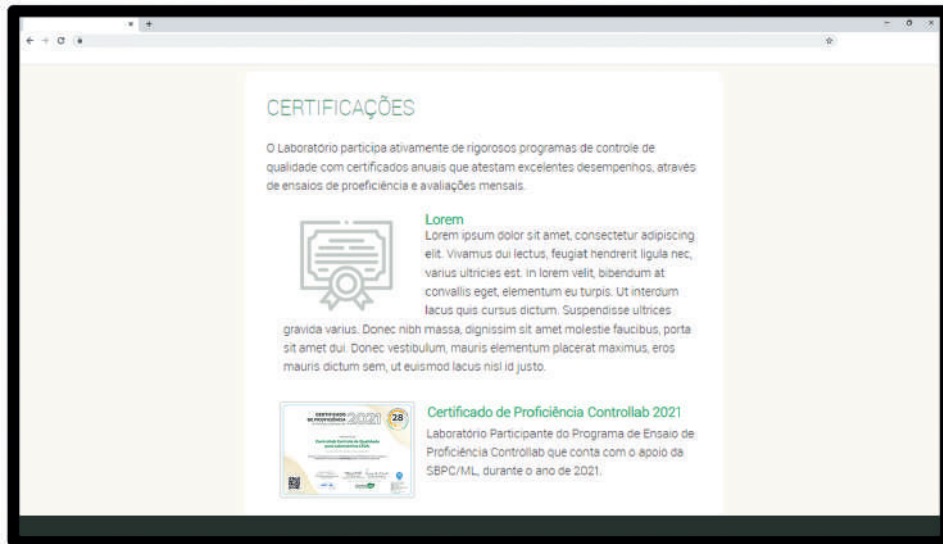 CERTIFICAÇÕES
O Laboratório participa ativamente de rigorosos programas de controle de
qualidade com certificados anuais que atestam excelentes desempenhos, através
de ensaios de proeficiência e avaliações mensais.
Lorem
Lorem ipsum dolor sit amet, consectetur adipiscing
elit. Vivamus dui lectus, feugiat hendrerit ligula nec,
varius ultricies est. In lorem velit, bibendum at
convallis eget, elementum eu turpis. Ut interdum
lacus quis cursus dictum. Suspendisse ultrices
gravida varius. Donec nibh massa, dignissim sit amet molestie faucibus, porta
sit amet dui. Donec vestibulum, mauris elementum placerat maximus, eros
mauris dictum sem, ut euismod lacus nisl id justo.
CERTIFICADO
DE PROFICIÊNCIA 2021
28
Certificado de Proficiência Controllab 2021
Laboratório Participante do Programa de Ensaio de
Proficiência Controllab que conta com o apoio da
SBPC/ML, durante o ano de 2021.